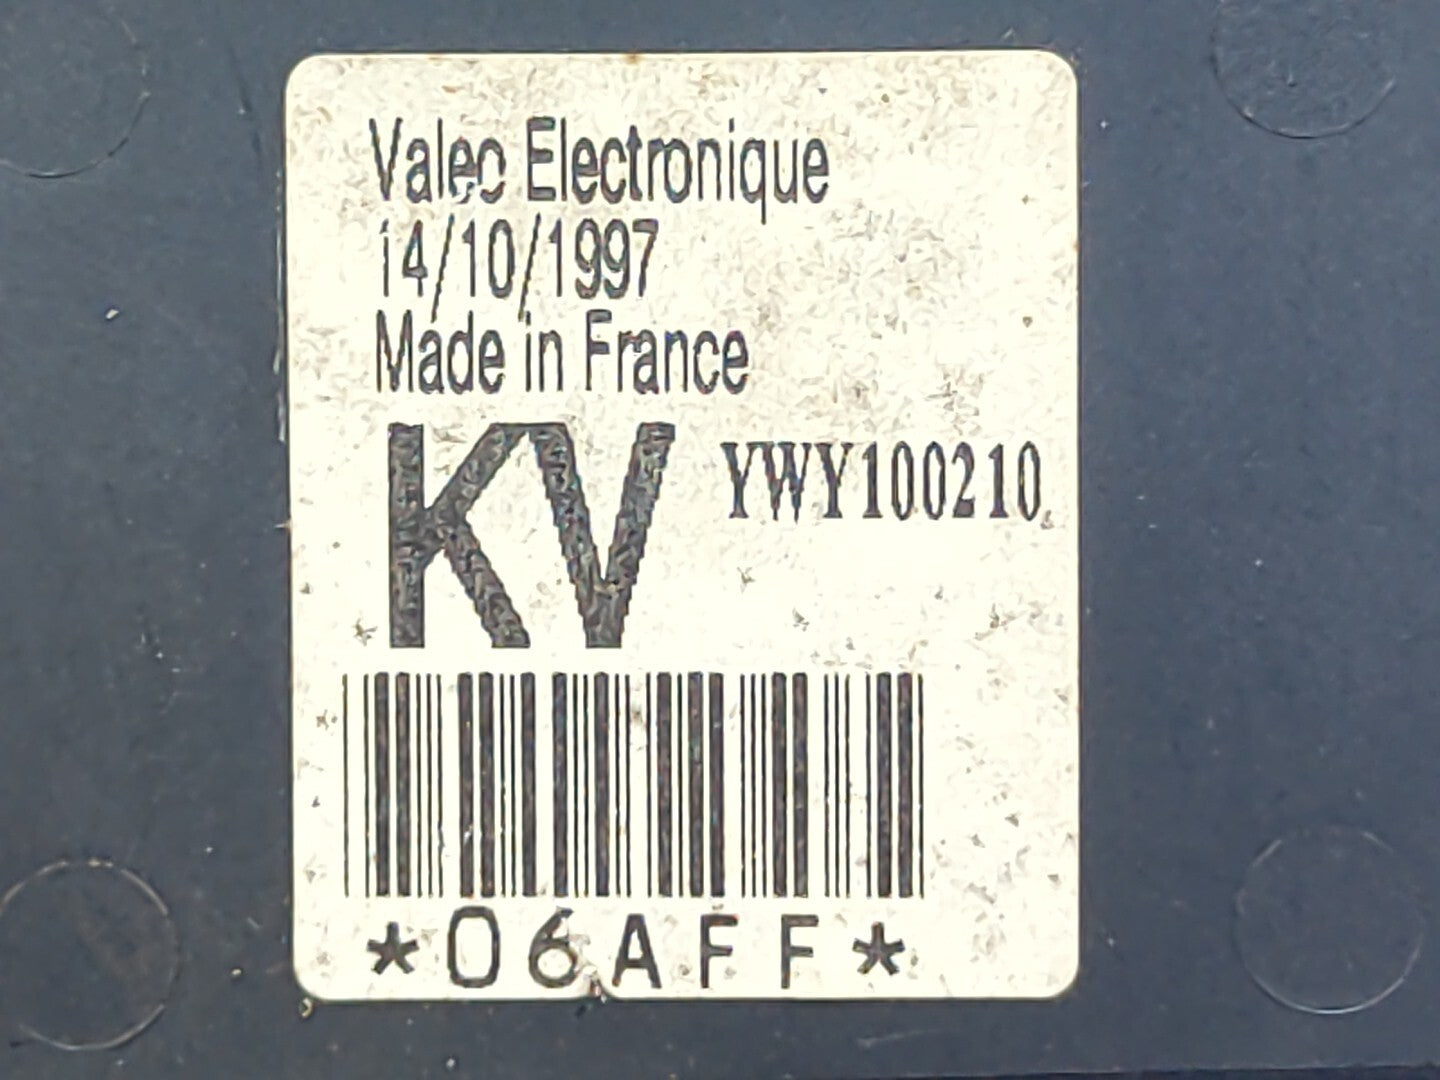 Valeo Electronique
14/10/1997
Made in France
KV YWY100210
*06AFF*